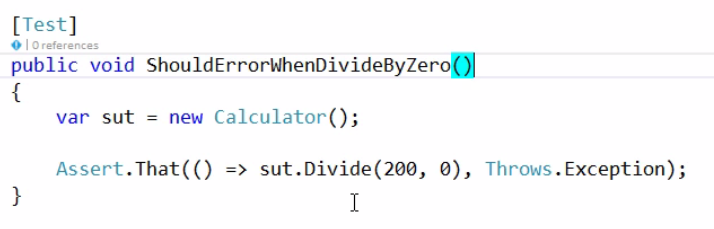 [Test]
| 0 references
public void ShouldErrorWhenDivideByZero()
{
    var sut = new Calculator();

    Assert.That(() => sut.Divide(200, 0), Throws.Exception);
}